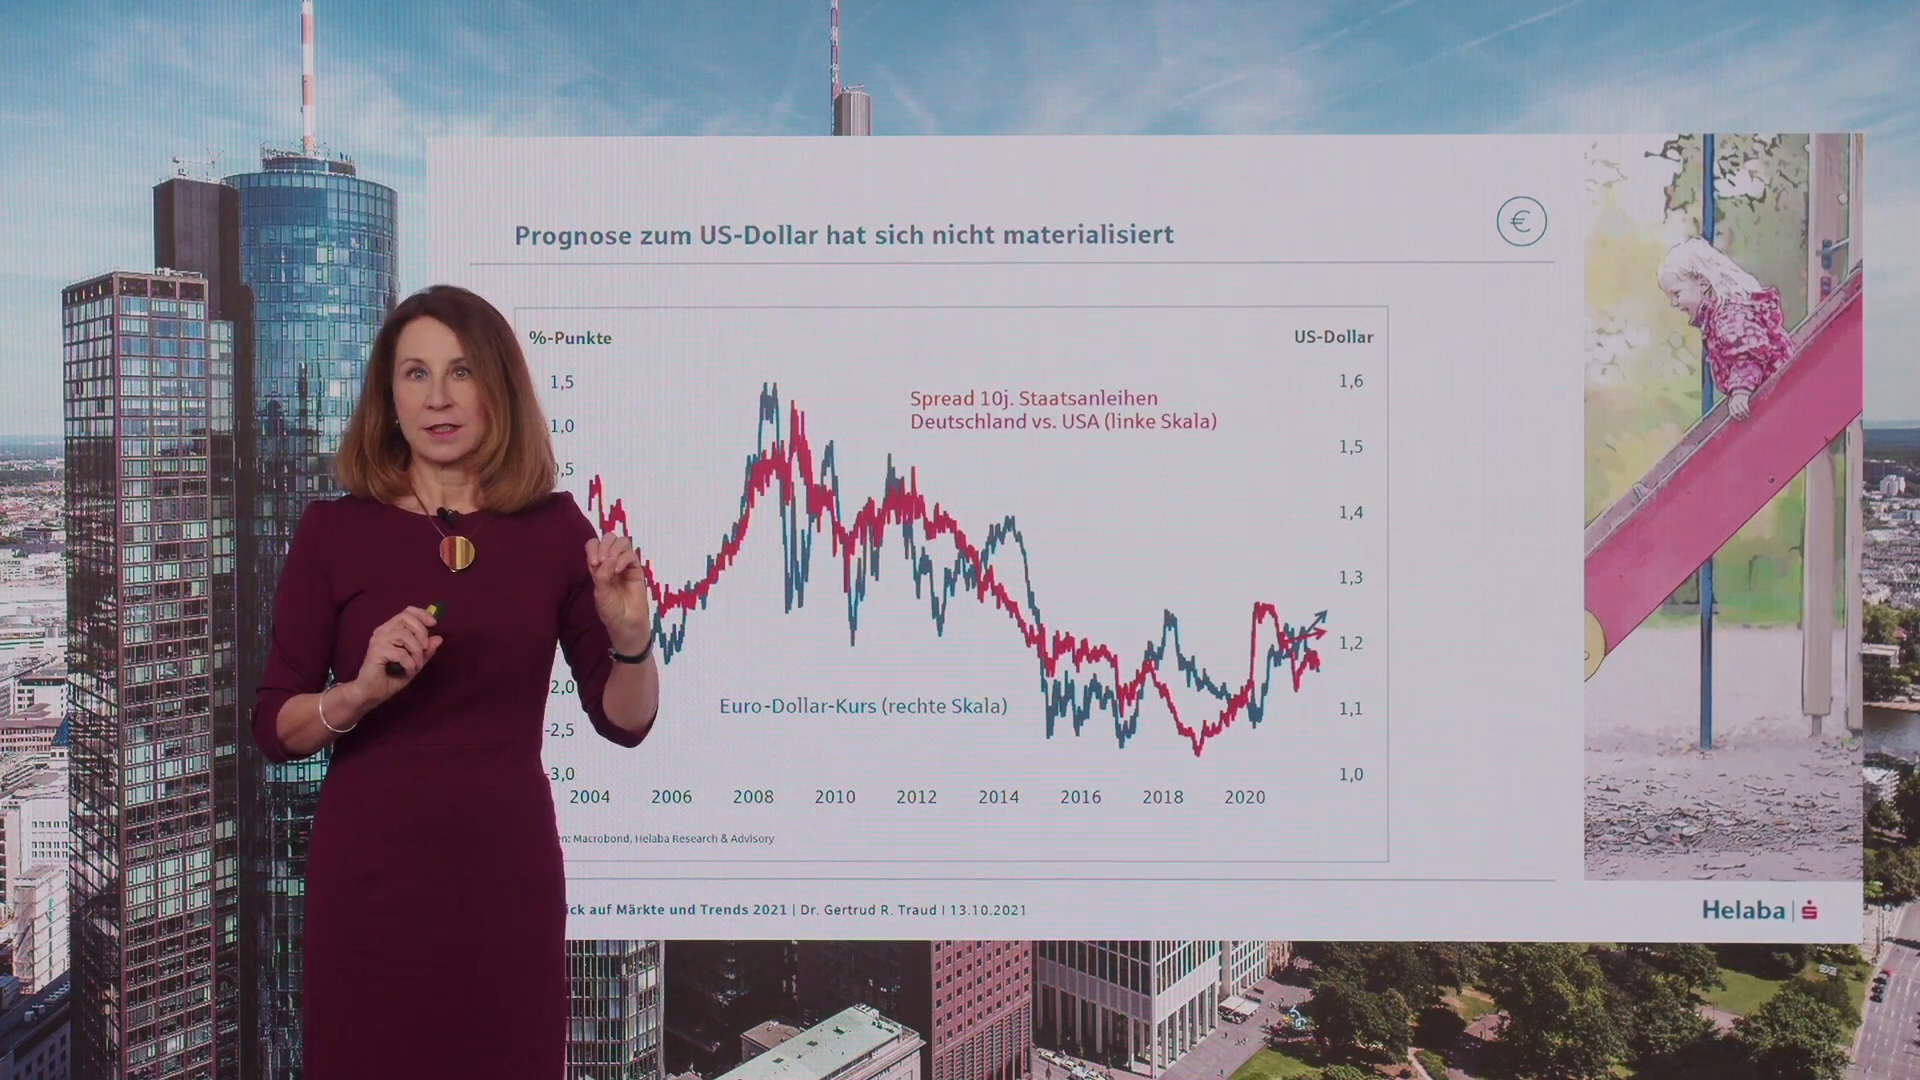 Prognose zum US-Dollar hat sich nicht materialisiert
€
%-Punkte
US-Dollar
1,5
1,0
0,5
2,0
-2,5
-3,0
Spread 10j. Staatsanleihen
Deutschland vs. USA (linke Skala)
Euro-Dollar-Kurs (rechte Skala)
1,6
1,5
1,4
1,3
1,2
1,1
1,0
2004 2006 2008 2010 2012 2014 2016 2018 2020
Macrobond, Helaba Research & Advisory
auf Märkte und Trends 2021 | Dr. Gertrud R. Traud I 13.10.2021
Helaba